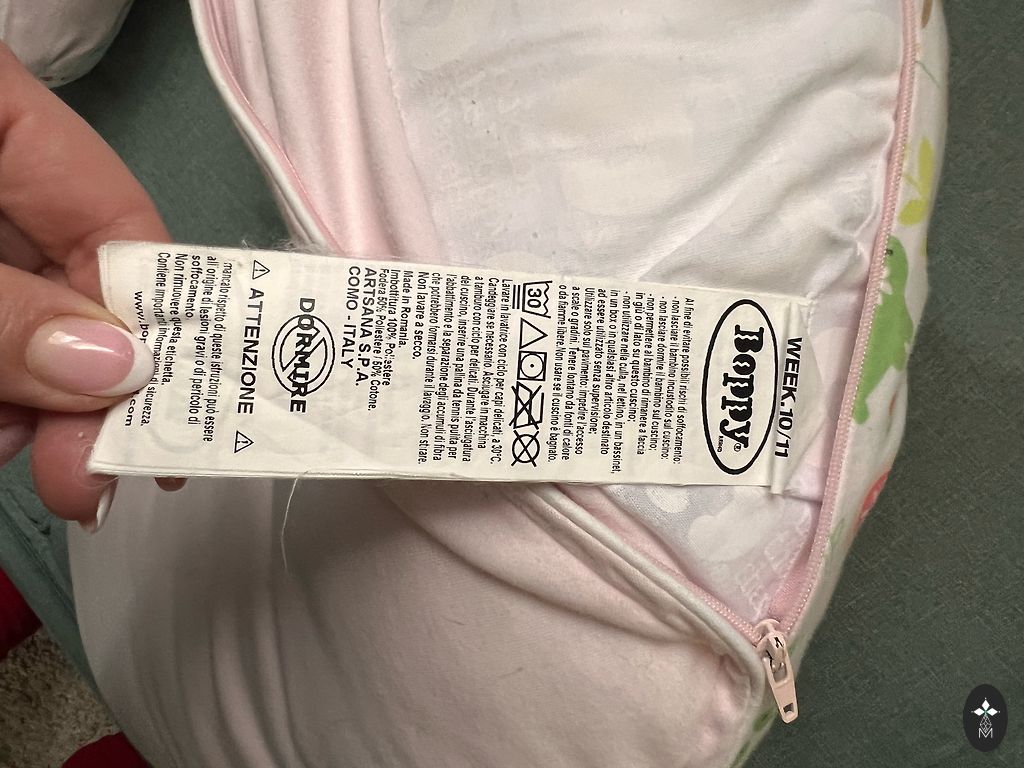 WEEK.10/11
Boppy®
Al fine di evitare possibili rischi di soffocamento:
- non lasciare il bambino incustodito sul cuscino;
- non lasciare dormire il bambino sul cuscino;
- non permettere al bambino di rimanere a faccia
in giù o di lato su questo cuscino;
- non utilizzare nella culla, nel lettino, in un bassinet,
in un box o in qualsiasi altro articolo destinato
ad essere utilizzato senza supervisione;
Utilizzare solo sul pavimento: impedire l'accesso
a scale o gradini. Tenere lontano da fonti di calore
o da fiamme libere. Non usare se il cuscino è bagnato.
30
Lavare in lavatrice con ciclo per capi delicati, a 30°C.
Candeggiare se necessario. Asciugare in macchina
a tamburo con ciclo per delicati. Durante l'asciugatura
del cuscino, inserire una pallina da tennis pulita per
l'abbattimento e la separazione degli accumuli di fibra
che potrebbero formarsi durante il lavaggio. Non stirare.
Non lavare a secco.
Made in Romania.
Imbottitura 100% Poliestere
Fodera 50% Poliestere / 50% Cotone.
ARTSANA S.P.A.
COMO - ITALY
DORMIRE
ATTENZIONE
mancato rispetto di queste istruzioni può essere
all'origine di lesioni gravi o di pericolo di
soffocamento
Non rimuovere questa etichetta.
Contiene importanti informazioni di sicurezza.
M